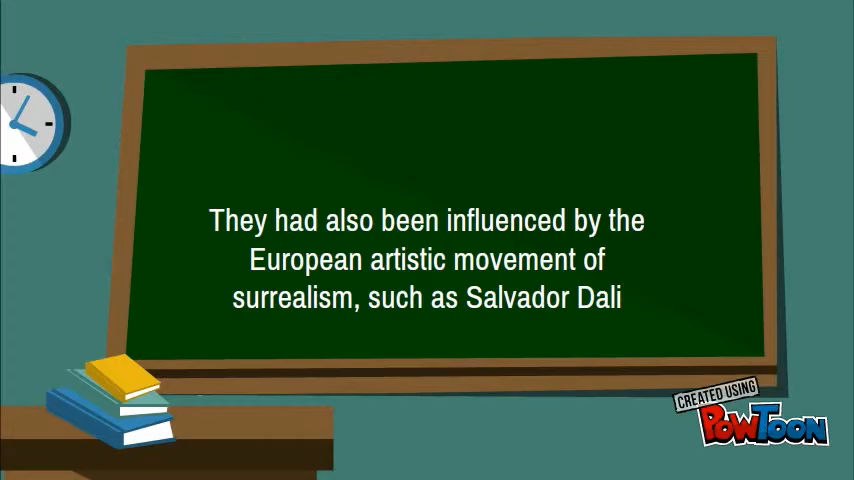 They had also been influenced by the
European artistic movement of
surrealism, such as Salvador Dali
CREATED USING
POWTOON